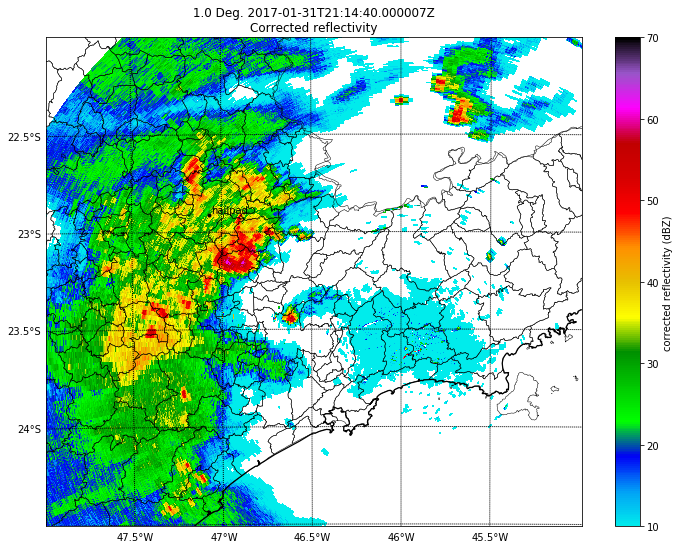 1.0 Deg. 2017-01-31T21:14:40.000007Z
Corrected reflectivity
22.5°S
23°S
23.5°S
24°S
hailpad
47.5°W
47°W
46.5°W
46°W
45.5°W
70
60
50
40
30
20
10
corrected reflectivity (dBZ)